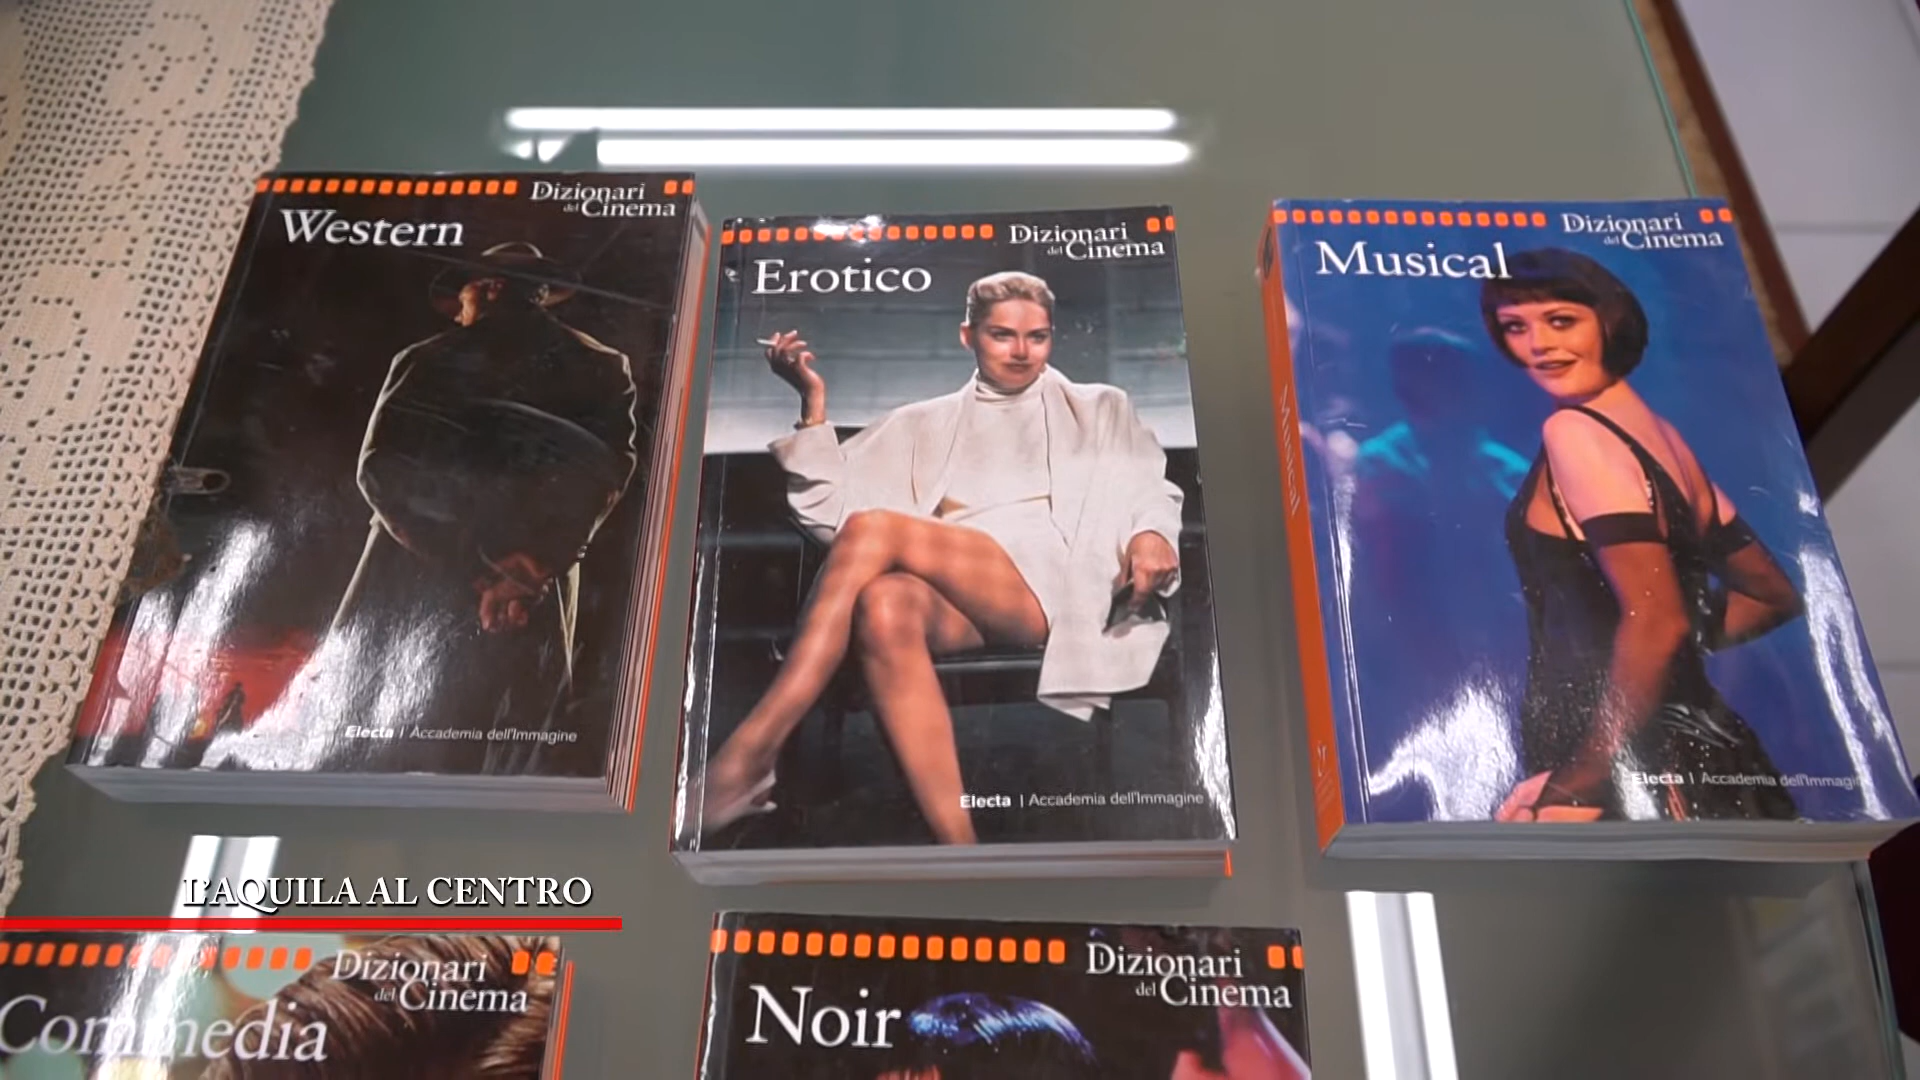 Western
Dizionari
del Cinema
Electa | Accademia dell'Immagine
Erotico
Dizionari
del Cinema
Electa | Accademia dell'Immagine
Musical
Dizionari
del Cinema
Musical
Electa | Accademia dell'Immagine
L'AQUILA AL CENTRO
Commedia
Dizionari
del Cinema
Noir
Dizionari
del Cinema